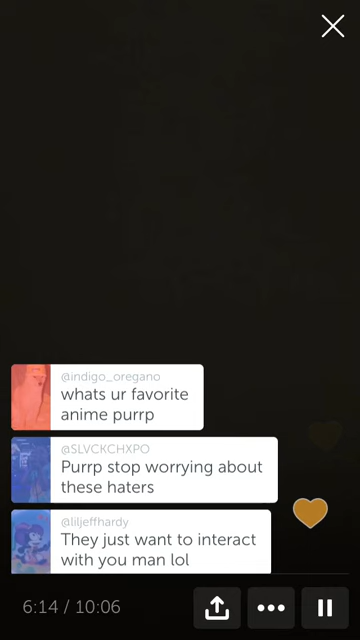 @indigo_oregano
whats ur favorite
anime purrp
@SLVCKCHXPO
Purrp stop worrying about
these haters
@liljeffhardy
They just want to interact
with you man lol
6:14 / 10:06